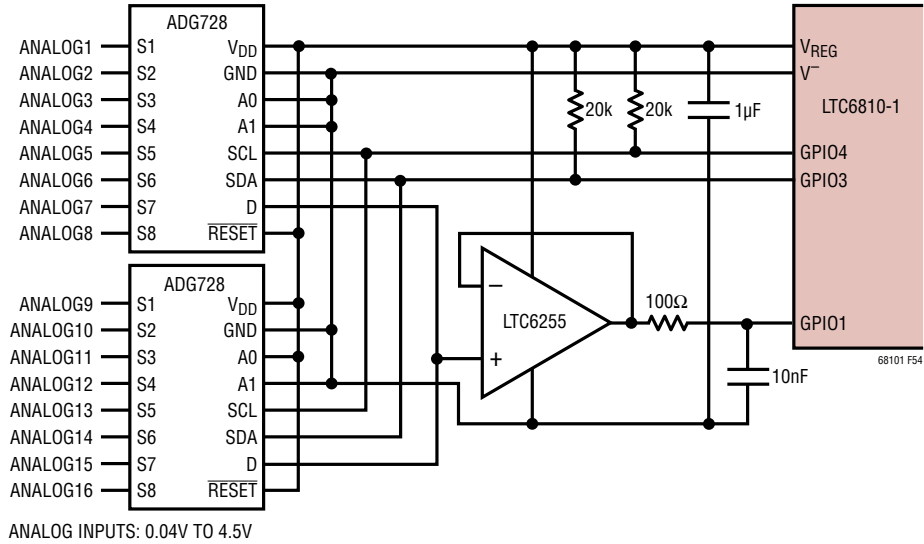 ADG728
ANALOG1 S1 VDD
ANALOG2 S2 GND
ANALOG3 S3 A0
ANALOG4 S4 A1
ANALOG5 S5 SCL
ANALOG6 S6 SDA
ANALOG7 S7 D
ANALOG8 S8 RESET
ADG728
ANALOG9 S1 VDD
ANALOG10 S2 GND
ANALOG11 S3 A0
ANALOG12 S4 A1
ANALOG13 S5 SCL
ANALOG14 S6 SDA
ANALOG15 S7 D
ANALOG16 S8 RESET
20k
20k
1µF
LTC6255
−
+
100Ω
10nF
VREG
V−
LTC6810-1
GPIO4
GPIO3
GPIO1
68101 F54
ANALOG INPUTS: 0.04V TO 4.5V